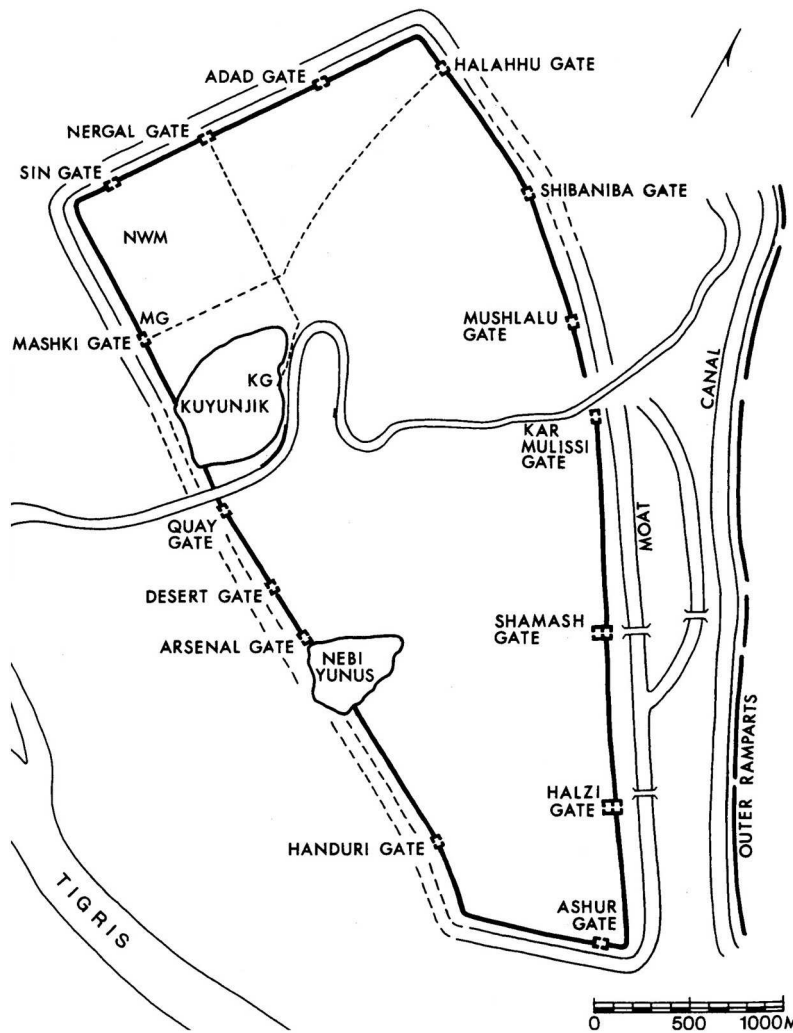 ADAD GATE
HALAHHU GATE
NERGAL GATE
SIN GATE
SHIBANIBA GATE
NWM
MG
MASHKI GATE
MUSHLALU
GATE
KG
KUYUNJIK
CANAL
KAR
MULISSI
GATE
QUAY
GATE
MOAT
DESERT GATE
ARSENAL GATE
SHAMASH
GATE
NEBI
YUNUS
OUTER RAMPARTS
HALZI
GATE
HANDURI GATE
TIGRIS
ASHUR
GATE
0 500 1000M